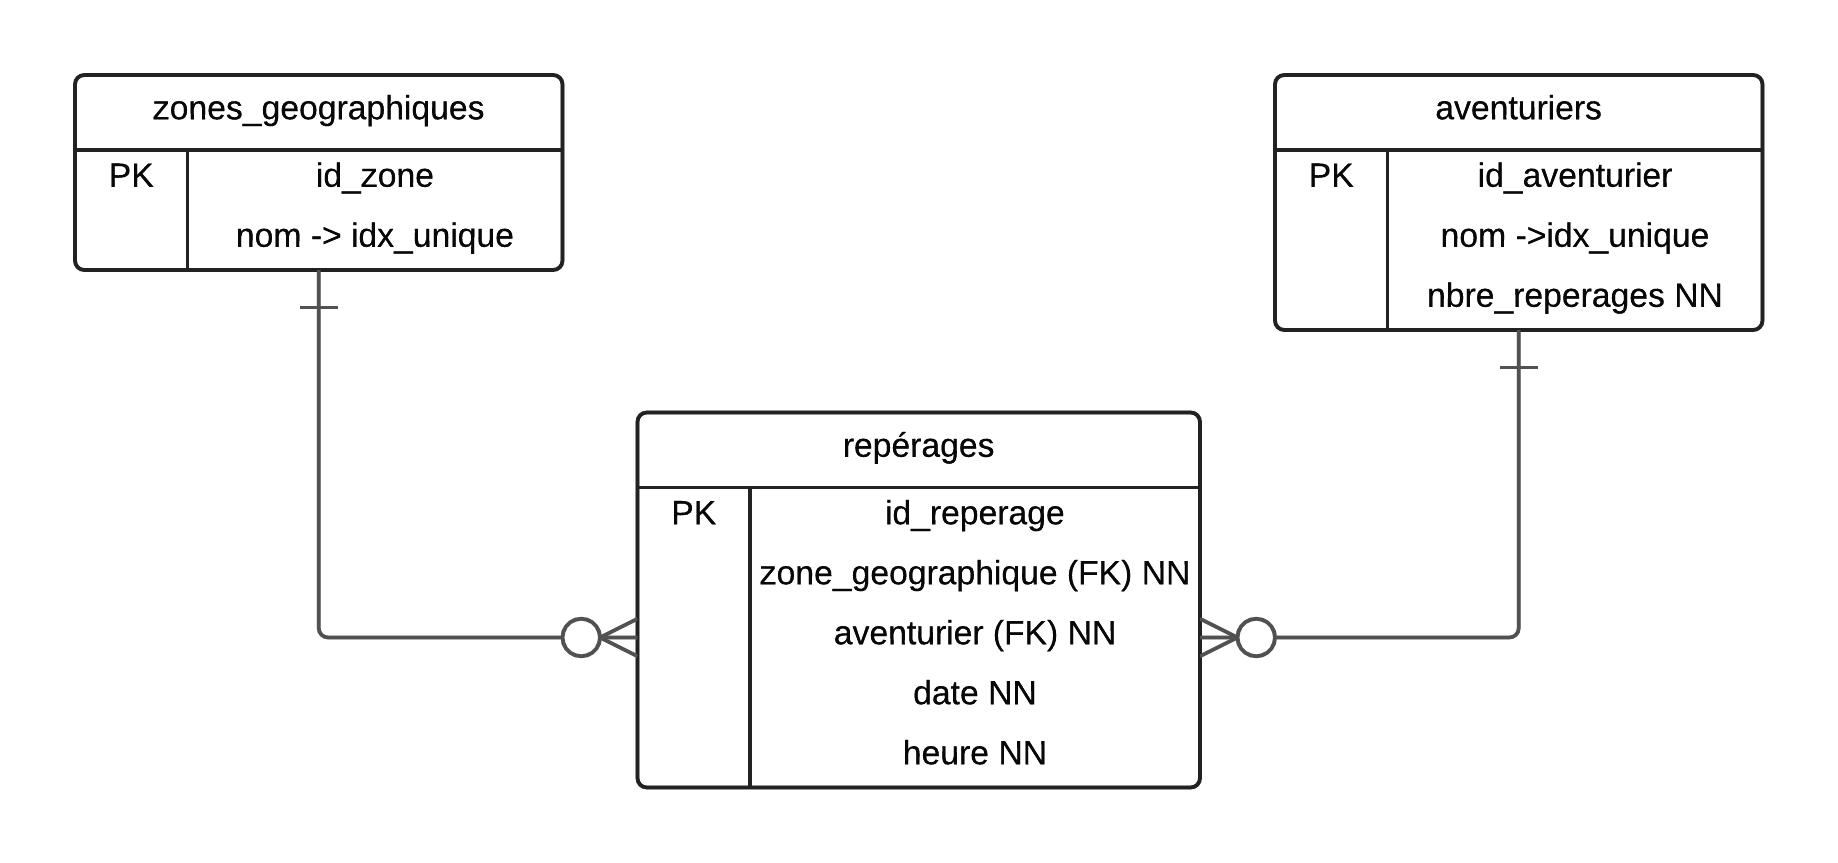 zones_geographiques
PK id_zone
nom -> idx_unique
aventuriers
PK id_aventurier
nom ->idx_unique
nbre_reperages NN
repérages
PK id_reperage
zone_geographique (FK) NN
aventurier (FK) NN
date NN
heure NN